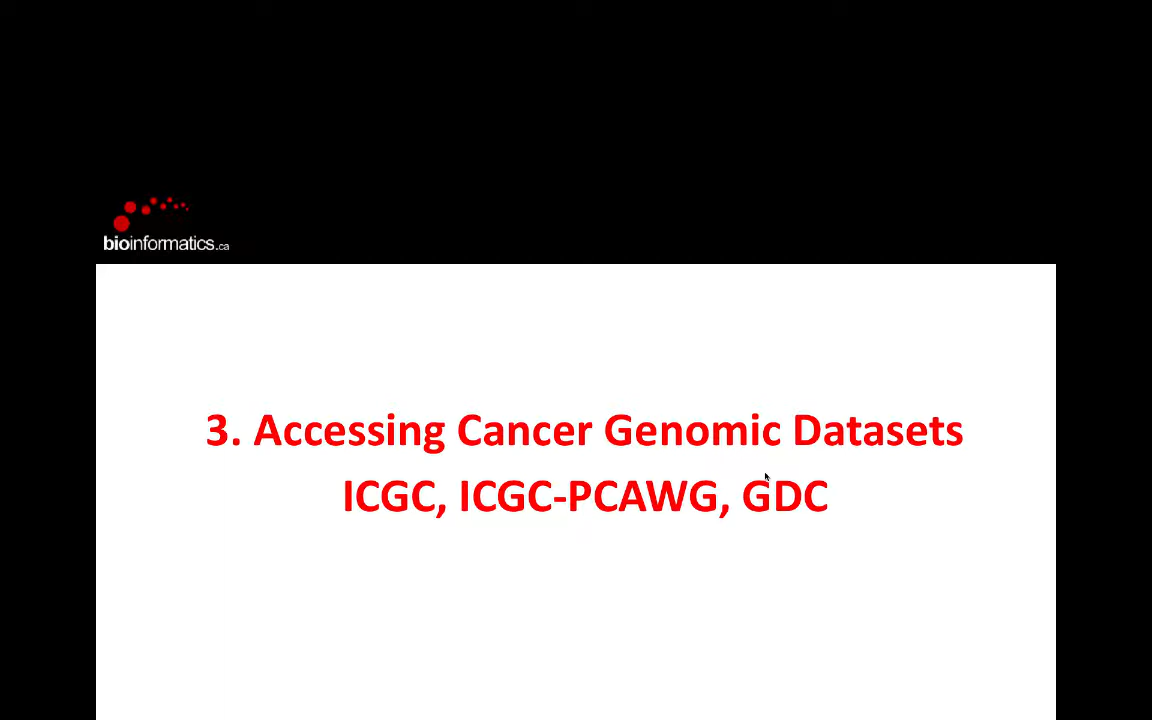 bioinformatics.ca
3. Accessing Cancer Genomic Datasets
ICGC, ICGC-PCAWG, GDC